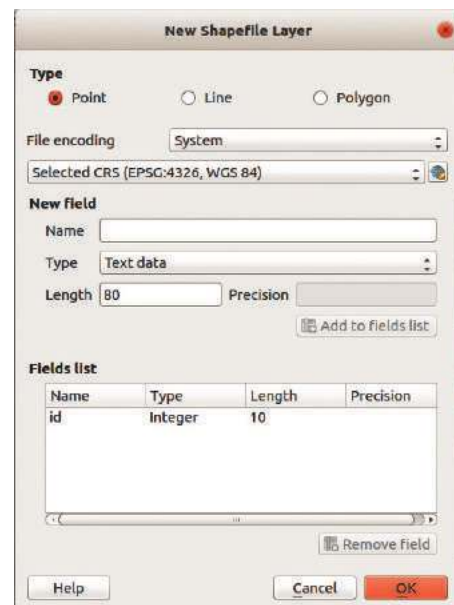 New Shapefile Layer
Type
Point Line Polygon
File encoding System
Selected CRS (EPSG:4326, WGS 84)
New field
Name
Type Text data
Length 80 Precision
Add to fields list
Fields list
Name Type Length Precision
id Integer 10
Remove field
Help Cancel OK